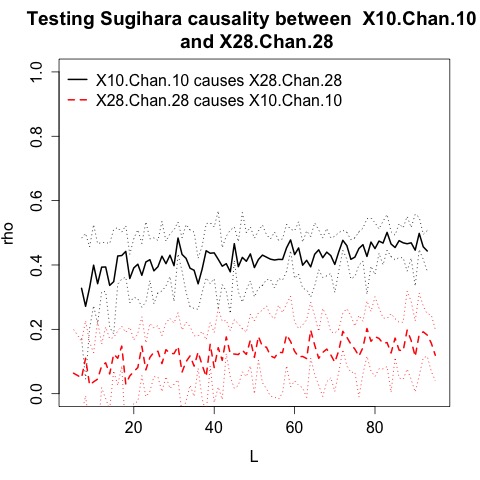 Testing Sugihara causality between  X10.Chan.10
and X28.Chan.28
X10.Chan.10 causes X28.Chan.28
X28.Chan.28 causes X10.Chan.10
rho
1.0
0.8
0.6
0.4
0.2
0.0
20 40 60 80
L